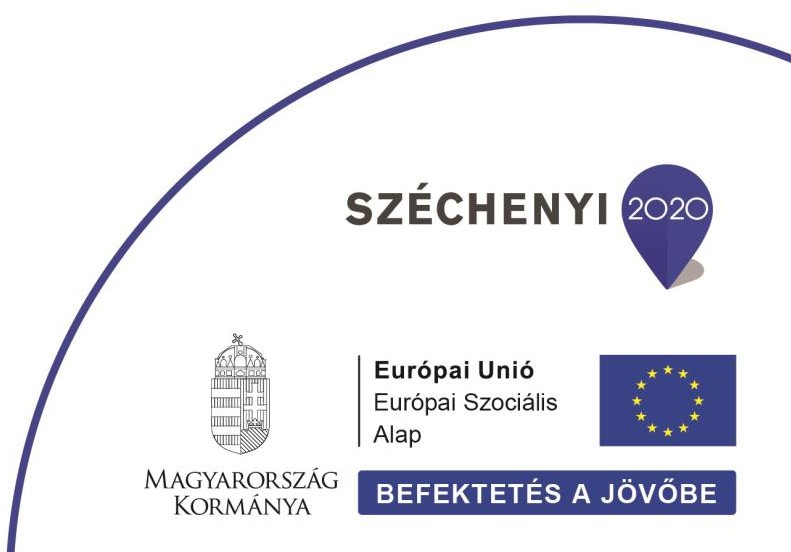 SZÉCHENYI 2020
Európai Unió
Európai Szociális
Alap
MAGYARORSZÁG
KORMÁNYA
BEFEKTETÉS A JÖVŐBE